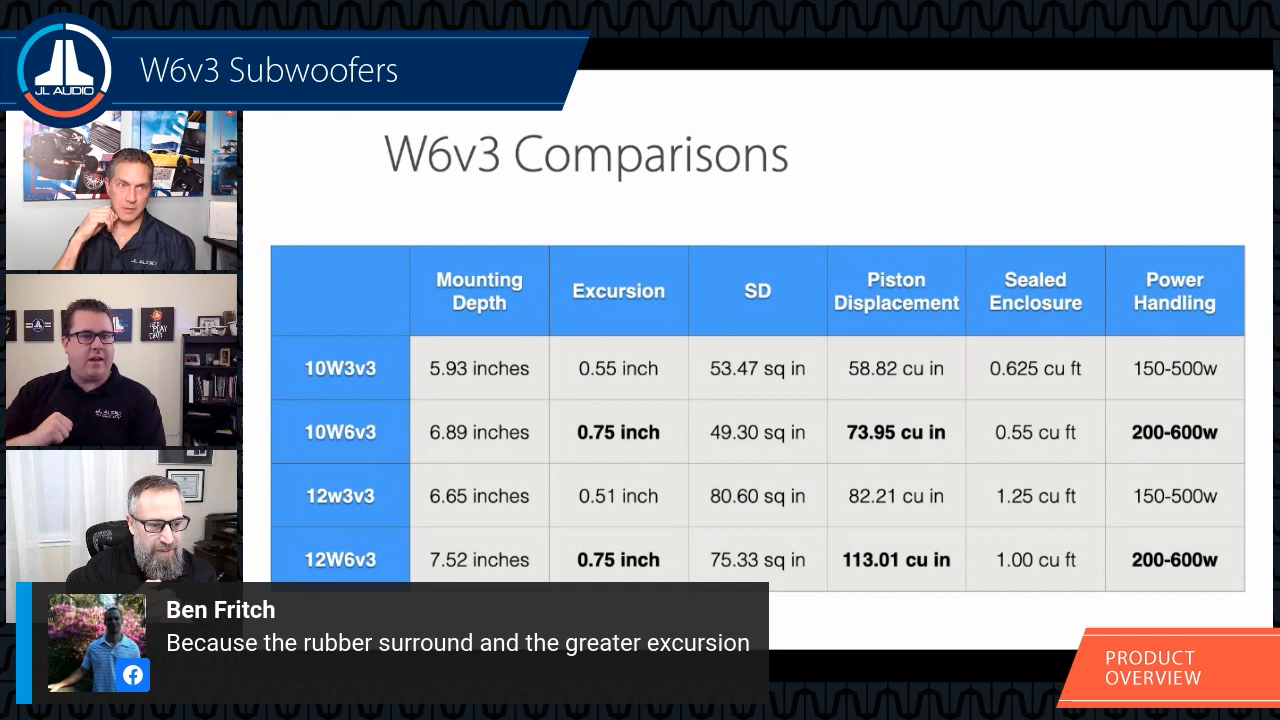 W6v3 Subwoofers
JL AUDIO
W6v3 Comparisons
Mounting Depth Excursion SD Piston Displacement Sealed Enclosure Power Handling
10W3v3 5.93 inches 0.55 inch 53.47 sq in 58.82 cu in 0.625 cu ft 150-500w
10W6v3 6.89 inches 0.75 inch 49.30 sq in 73.95 cu in 0.55 cu ft 200-600w
12w3v3 6.65 inches 0.51 inch 80.60 sq in 82.21 cu in 1.25 cu ft 150-500w
12W6v3 7.52 inches 0.75 inch 75.33 sq in 113.01 cu in 1.00 cu ft 200-600w
JL AUDIO
JL AUDIO
Ben Fritch
Because the rubber surround and the greater excursion
PRODUCT
OVERVIEW